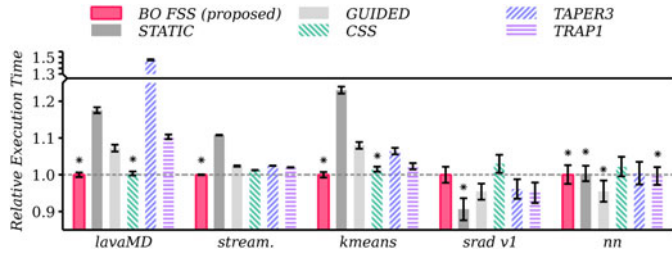 BO FSS (proposed) GUIDED TAPER3
STATIC CSS TRAP1
Relative Execution Time
1.5
1.3
1.2
1.1
1.0
0.9
* * * * * * * * * *
lavaMD stream. kmeans srad v1 nn